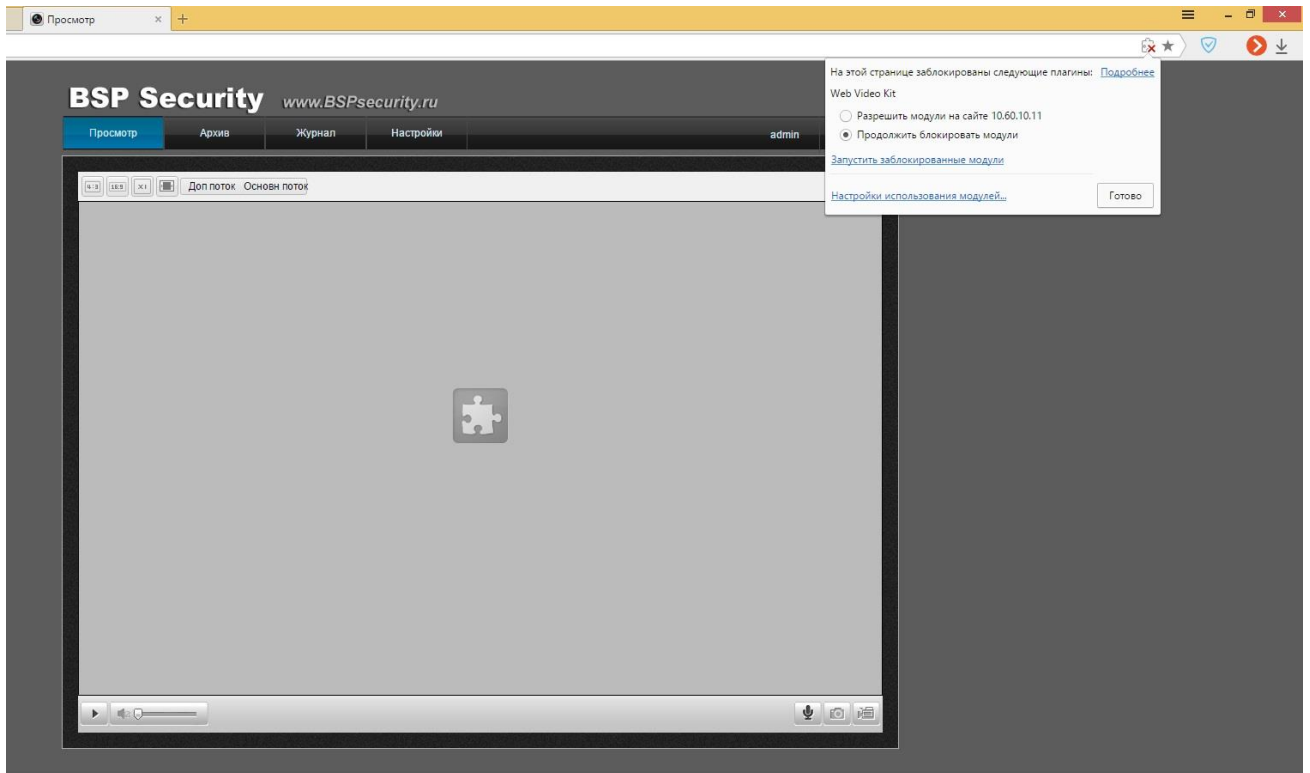 Просмотр
На этой странице заблокированы следующие плагины: Подробнее
Web Video Kit
Разрешить модули на сайте 10.60.10.11
Продолжить блокировать модули
Запустить заблокированные модули
Настройки использования модулей...
Готово
BSP Security www.BSPsecurity.ru
Просмотр Архив Журнал Настройки admin
4:3 16:9 X1 Доп поток Основн поток